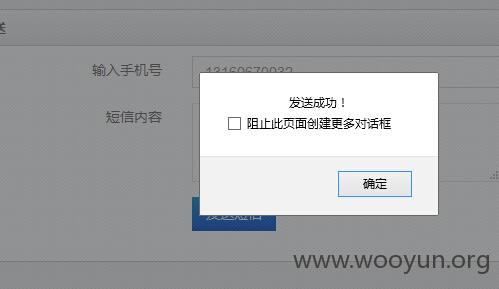 送
输入手机号
发送成功！
短信内容
阻止此页面创建更多对话框
确定
发送短信
www.wooyun.org